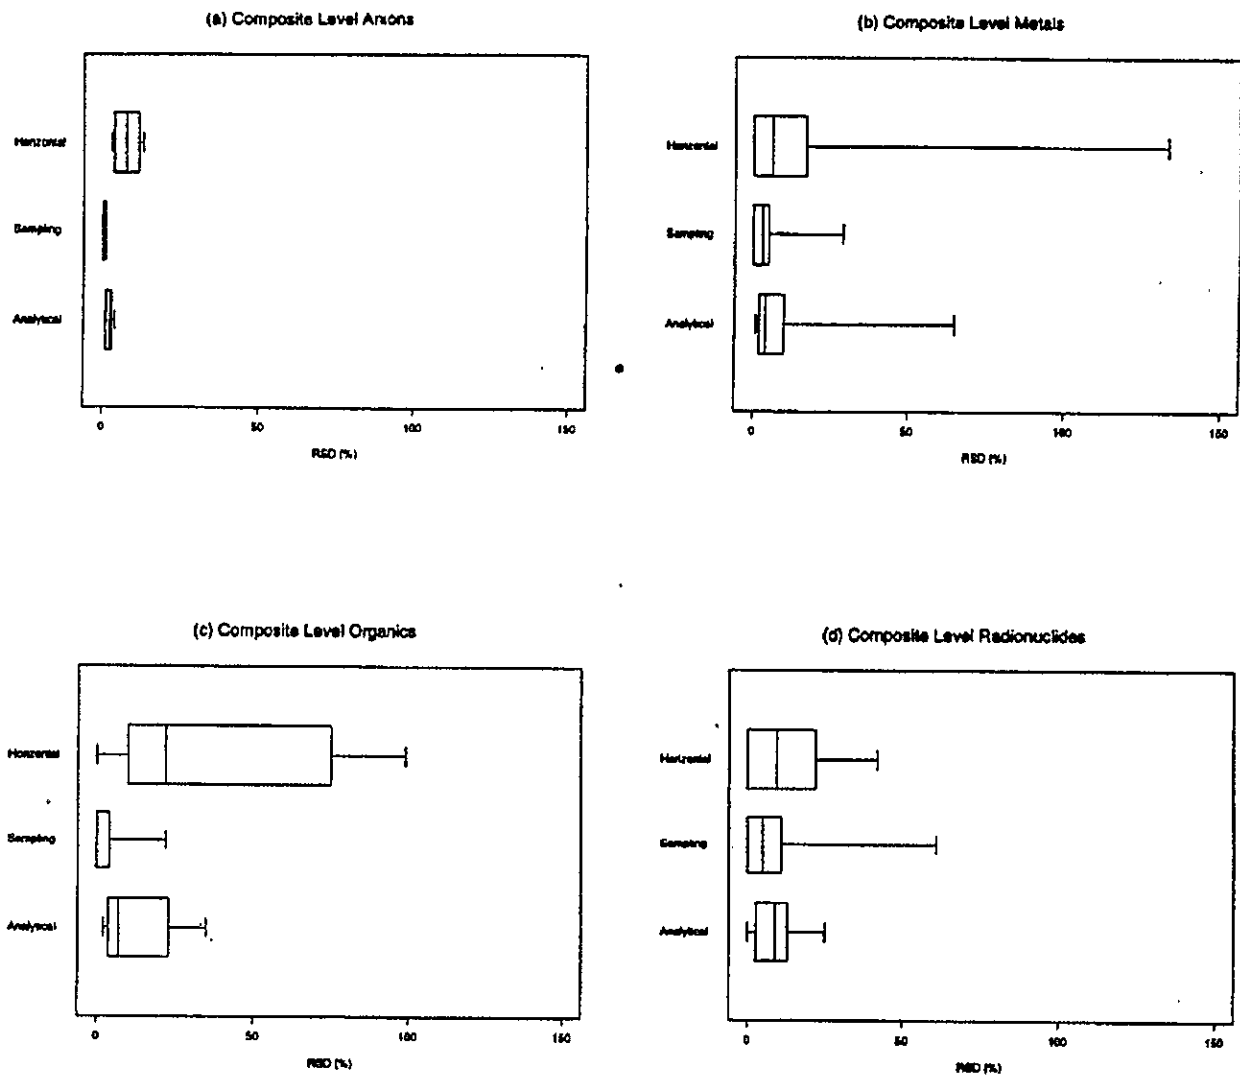 (a) Composite Level Anions
Horizontal
Sampling
Analytical
0 50 100 150
RSD (%)
(b) Composite Level Metals
Horizontal
Sampling
Analytical
0 50 100 150
RSD (%)
(c) Composite Level Organics
Horizontal
Sampling
Analytical
0 50 100 150
RSD (%)
(d) Composite Level Radionuclides
Horizontal
Sampling
Analytical
0 50 100 150
RSD (%)